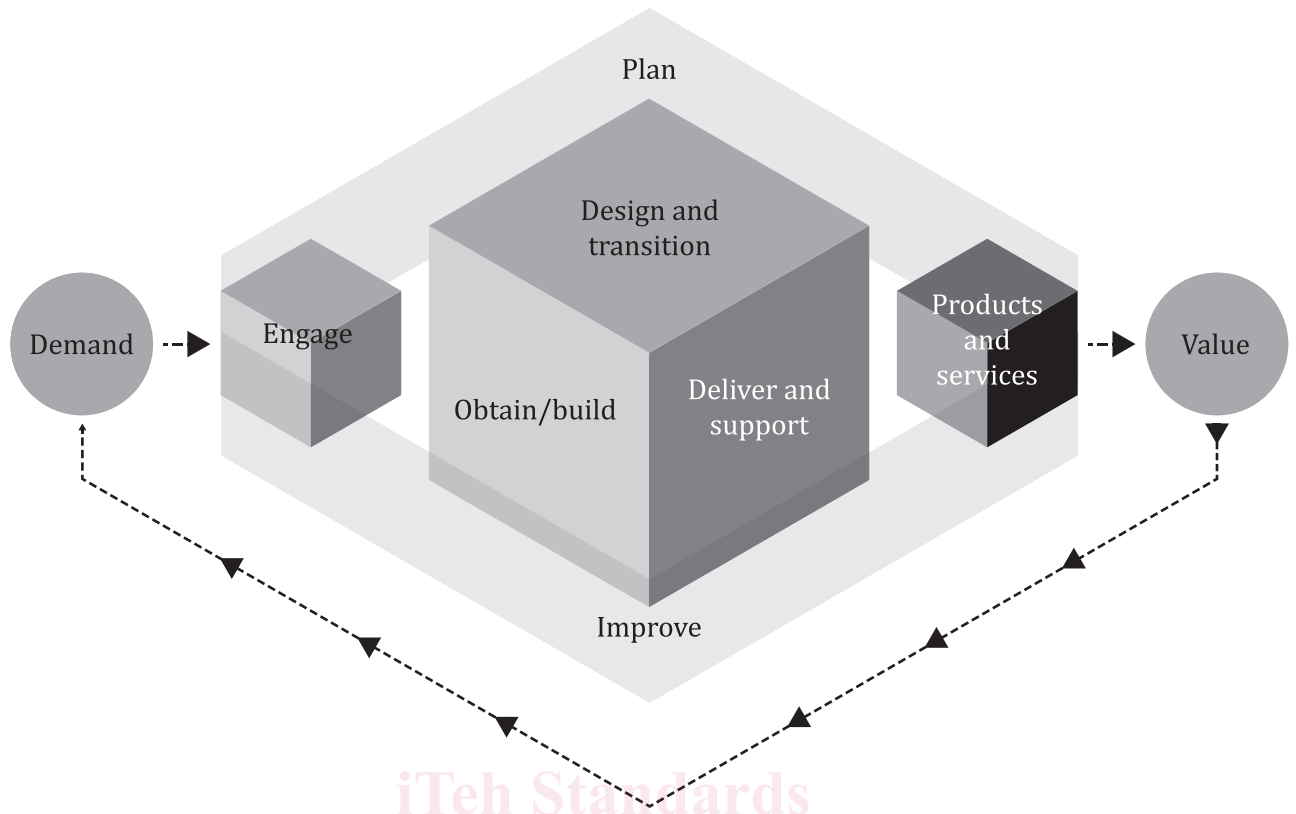 Plan
Design and
transition
Demand
Engage
Obtain/build
Deliver and
support
Products
and
services
Value
Improve
iTeh Standards